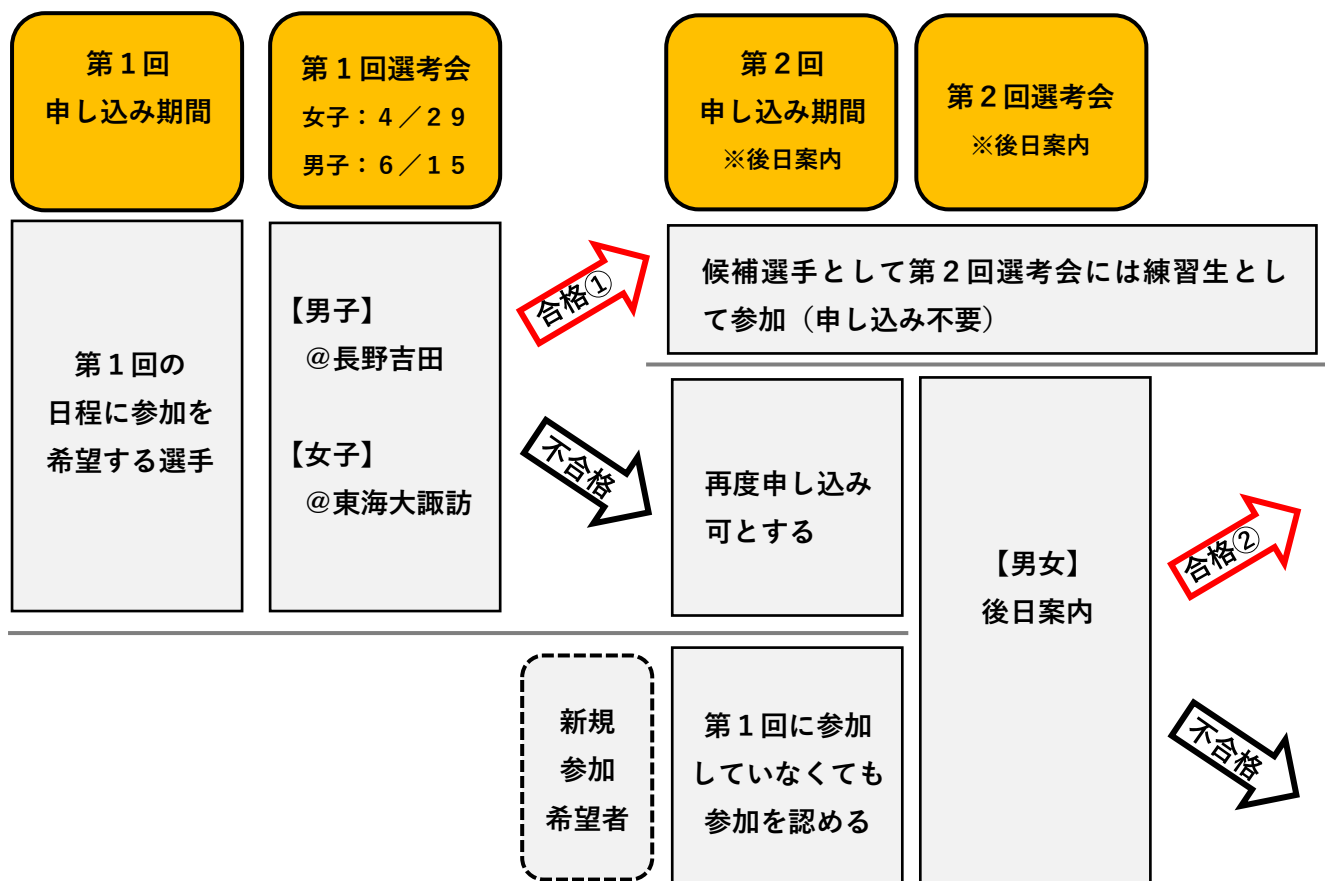 第１回
申し込み期間
第１回選考会
女子：４／２９
男子：６／１５
第２回
申し込み期間
※後日案内
第２回選考会
※後日案内
第１回の
日程に参加を
希望する選手
【男子】
＠長野吉田
【女子】
＠東海大諏訪
合格①
不合格
候補選手として第２回選考会には練習生とし
て参加（申し込み不要）
再度申し込み
可とする
【男女】
後日案内
合格②
不合格
新規
参加
希望者
第１回に参加
していなくても
参加を認める